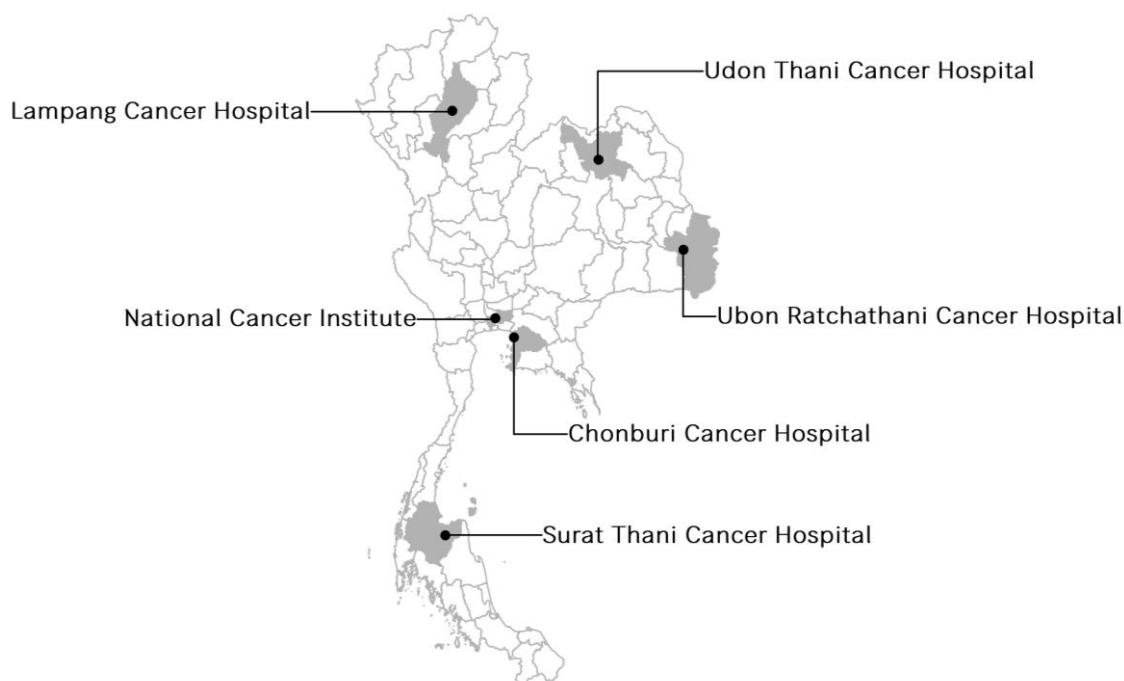 Udon Thani Cancer Hospital
Lampang Cancer Hospital
National Cancer Institute
Ubon Ratchathani Cancer Hospital
Chonburi Cancer Hospital
Surat Thani Cancer Hospital